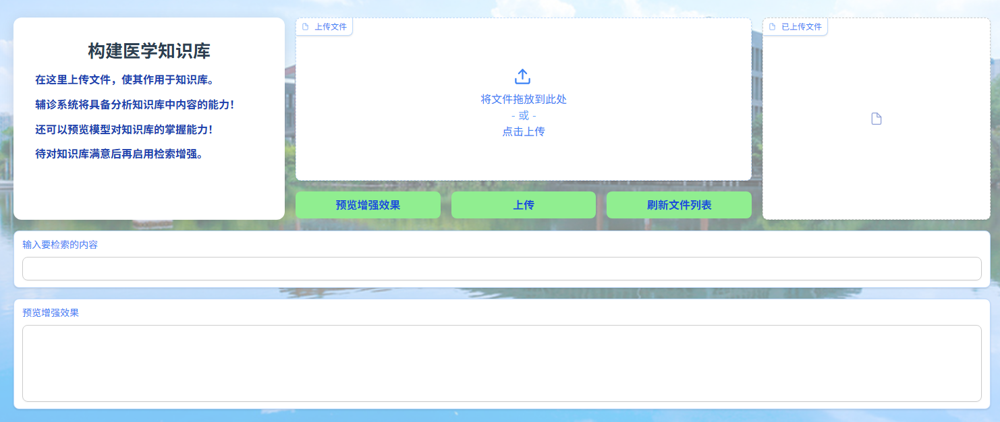 构建医学知识库
在这里上传文件，使其作用于知识库。
辅诊系统将具备分析知识库中内容的能力！
还可以预览模型对知识库的掌握能力！
待对知识库满意后再启用检索增强。
上传文件
将文件拖放到此处
- 或 -
点击上传
预览增强效果
上传
刷新文件列表
已上传文件
输入要检索的内容
预览增强效果